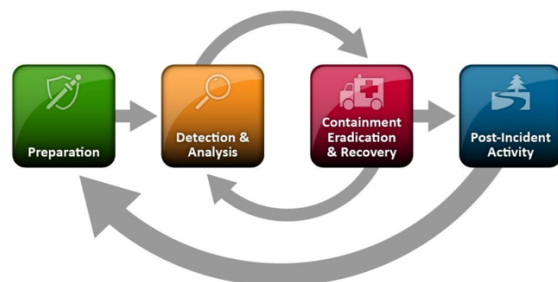 Preparation
Detection &
Analysis
Containment
Eradication
& Recovery
Post-Incident
Activity